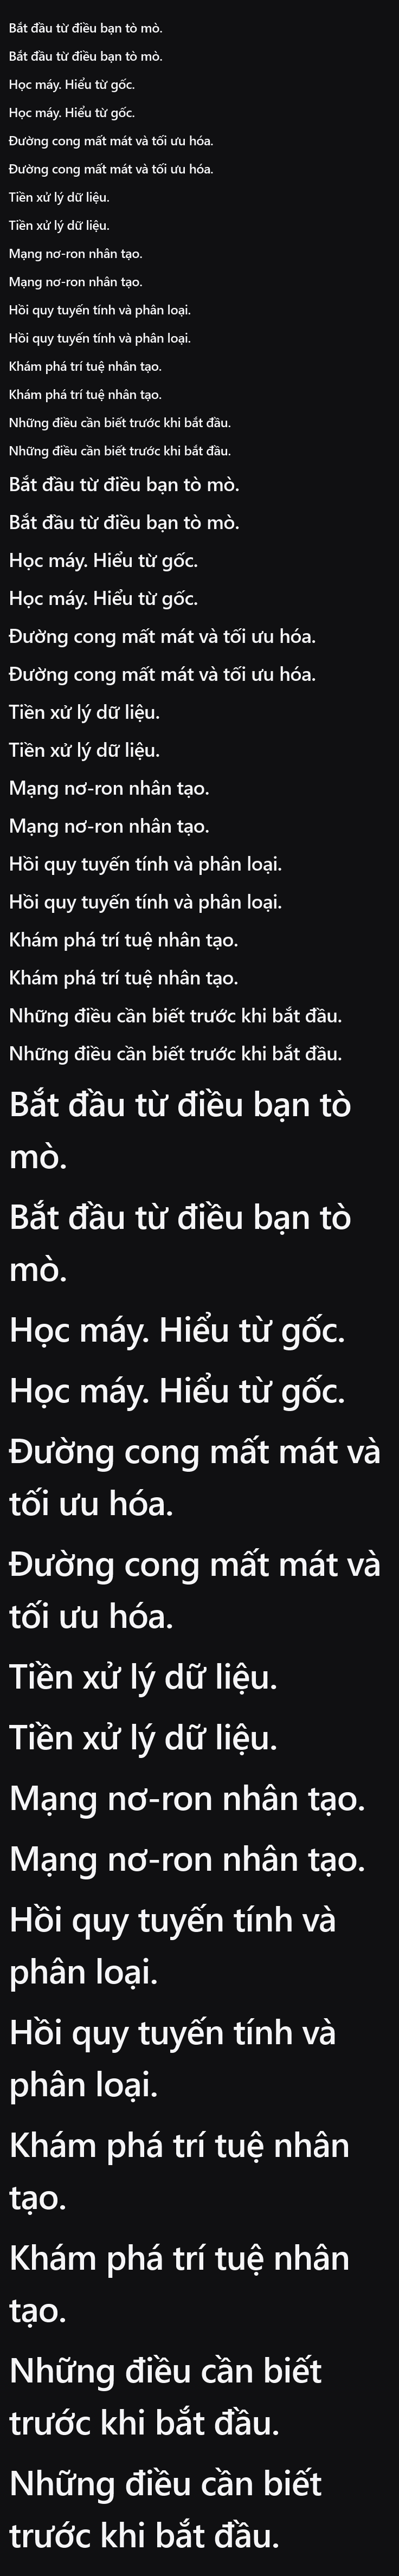 Bắt đầu từ điều bạn tò mò.
Bắt đầu từ điều bạn tò mò.
Học máy. Hiểu từ gốc.
Học máy. Hiểu từ gốc.
Đường cong mất mát và tối ưu hóa.
Đường cong mất mát và tối ưu hóa.
Tiền xử lý dữ liệu.
Tiền xử lý dữ liệu.
Mạng nơ-ron nhân tạo.
Mạng nơ-ron nhân tạo.
Hồi quy tuyến tính và phân loại.
Hồi quy tuyến tính và phân loại.
Khám phá trí tuệ nhân tạo.
Khám phá trí tuệ nhân tạo.
Những điều cần biết trước khi bắt đầu.
Những điều cần biết trước khi bắt đầu.
Bắt đầu từ điều bạn tò mò.
Bắt đầu từ điều bạn tò mò.
Học máy. Hiểu từ gốc.
Học máy. Hiểu từ gốc.
Đường cong mất mát và tối ưu hóa.
Đường cong mất mát và tối ưu hóa.
Tiền xử lý dữ liệu.
Tiền xử lý dữ liệu.
Mạng nơ-ron nhân tạo.
Mạng nơ-ron nhân tạo.
Hồi quy tuyến tính và phân loại.
Hồi quy tuyến tính và phân loại.
Khám phá trí tuệ nhân tạo.
Khám phá trí tuệ nhân tạo.
Những điều cần biết trước khi bắt đầu.
Những điều cần biết trước khi bắt đầu.
Bắt đầu từ điều bạn tò
mò.
Bắt đầu từ điều bạn tò
mò.
Học máy. Hiểu từ gốc.
Học máy. Hiểu từ gốc.
Đường cong mất mát và
tối ưu hóa.
Đường cong mất mát và
tối ưu hóa.
Tiền xử lý dữ liệu.
Tiền xử lý dữ liệu.
Mạng nơ-ron nhân tạo.
Mạng nơ-ron nhân tạo.
Hồi quy tuyến tính và
phân loại.
Hồi quy tuyến tính và
phân loại.
Khám phá trí tuệ nhân
tạo.
Khám phá trí tuệ nhân
tạo.
Những điều cần biết
trước khi bắt đầu.
Những điều cần biết
trước khi bắt đầu.